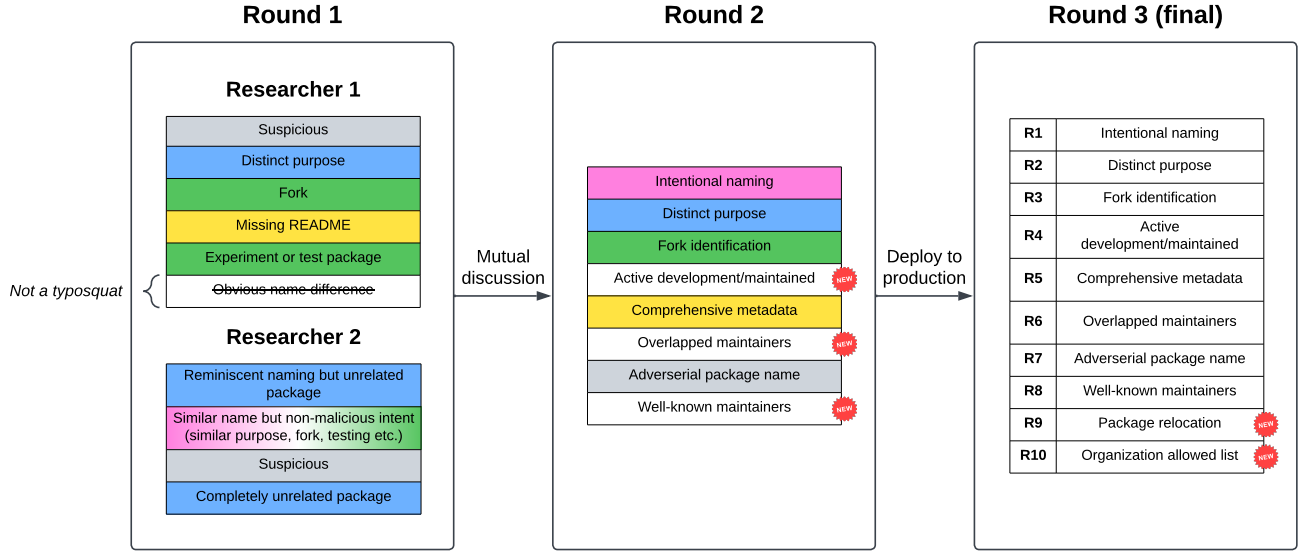 Round 1
Researcher 1
Suspicious
Distinct purpose
Fork
Missing README
Experiment or test package
Not a typosquat
Obvious name difference
Researcher 2
Reminiscent naming but unrelated
package
Similar name but non-malicious intent
(similar purpose, fork, testing etc.)
Suspicious
Completely unrelated package
Mutual
discussion
Round 2
Intentional naming
Distinct purpose
Fork identification
Active development/maintained
NEW
Comprehensive metadata
Overlapped maintainers
NEW
Adverserial package name
Well-known maintainers
NEW
Deploy to
production
Round 3 (final)
R1 Intentional naming
R2 Distinct purpose
R3 Fork identification
R4 Active
development/maintained
R5 Comprehensive metadata
R6 Overlapped maintainers
R7 Adverserial package name
R8 Well-known maintainers
R9 Package relocation
NEW
R10 Organization allowed list
NEW